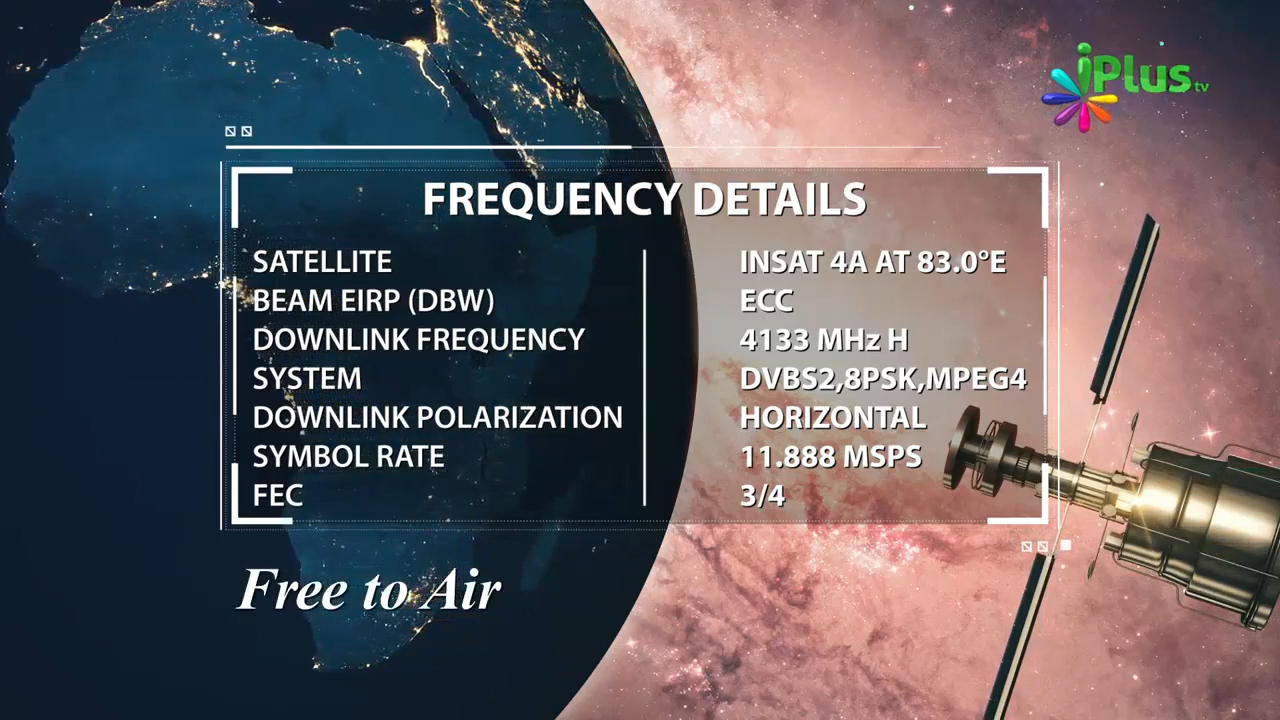 iPlus tv
FREQUENCY DETAILS
SATELLITE INSAT 4A AT 83.0°E
BEAM EIRP (DBW) ECC
DOWNLINK FREQUENCY 4133 MHz H
SYSTEM DVBS2,8PSK,MPEG4
DOWNLINK POLARIZATION HORIZONTAL
SYMBOL RATE 11.888 MSPS
FEC 3/4
Free to Air